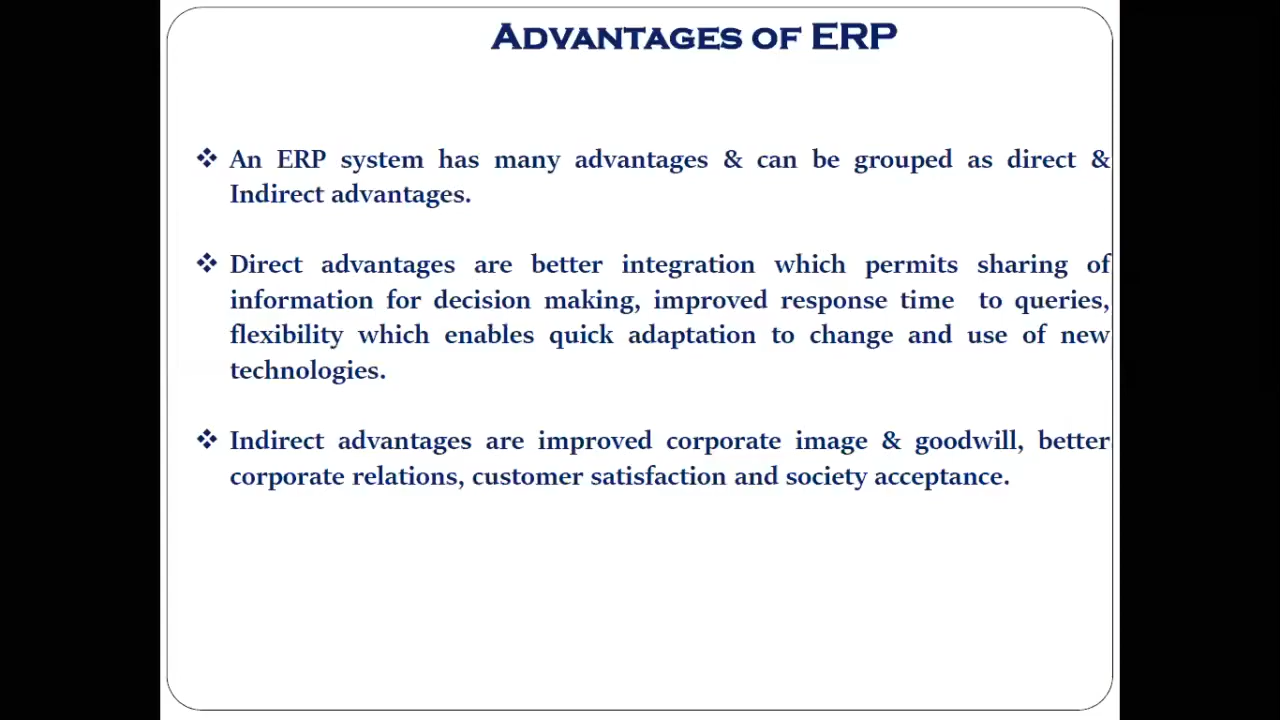 ADVANTAGES OF ERP
An ERP system has many advantages & can be grouped as direct &
Indirect advantages.
Direct advantages are better integration which permits sharing of
information for decision making, improved response time to queries,
flexibility which enables quick adaptation to change and use of new
technologies.
Indirect advantages are improved corporate image & goodwill, better
corporate relations, customer satisfaction and society acceptance.